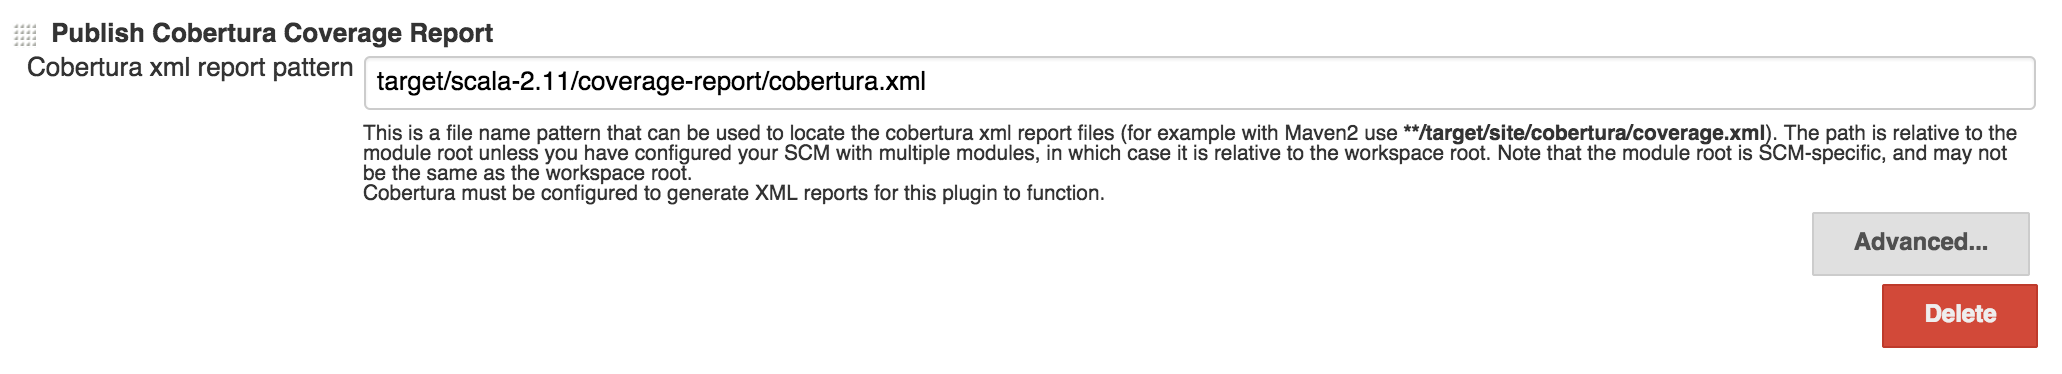 Publish Cobertura Coverage Report
Cobertura xml report pattern
target/scala-2.11/coverage-report/cobertura.xml
This is a file name pattern that can be used to locate the cobertura xml report files (for example with Maven2 use **/target/site/cobertura/coverage.xml). The path is relative to the
module root unless you have configured your SCM with multiple modules, in which case it is relative to the workspace root. Note that the module root is SCM-specific, and may not
be the same as the workspace root.
Cobertura must be configured to generate XML reports for this plugin to function.
Advanced...
Delete